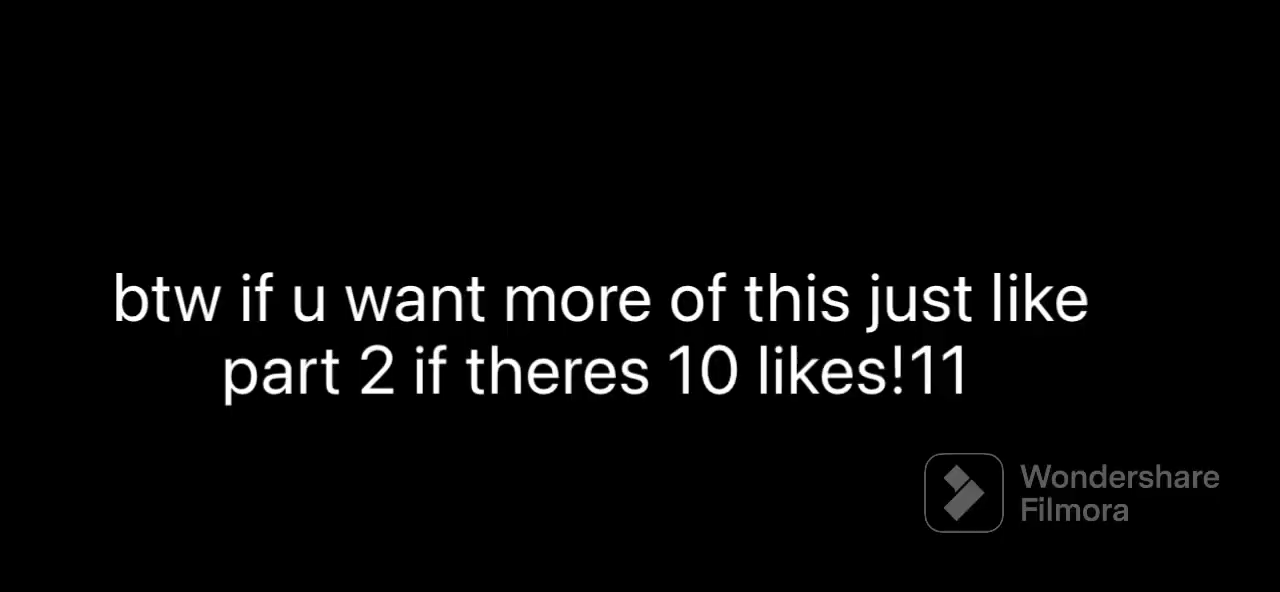 btw if u want more of this just like
part 2 if theres 10 likes!11
Wondershare
Filmora